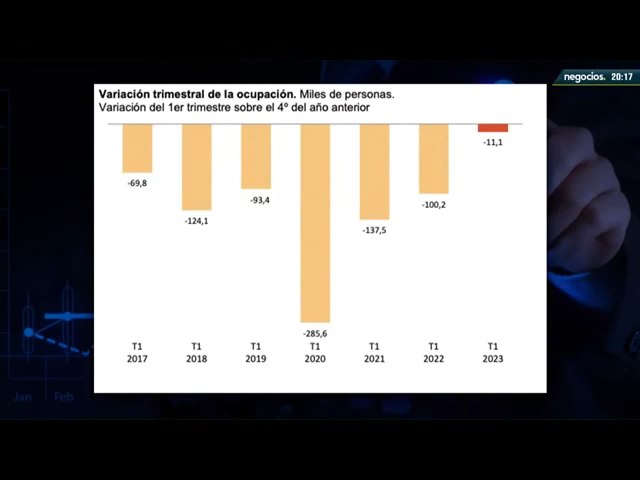 negocios. 20:17
Variación trimestral de la ocupación. Miles de personas.
Variación del 1er trimestre sobre el 4º del año anterior
-69,8
-124,1
-93,4
-285,6
-137,5
-100,2
-11,1
T1 T1 T1 T1 T1 T1 T1
2017 2018 2019 2020 2021 2022 2023
Jan Feb